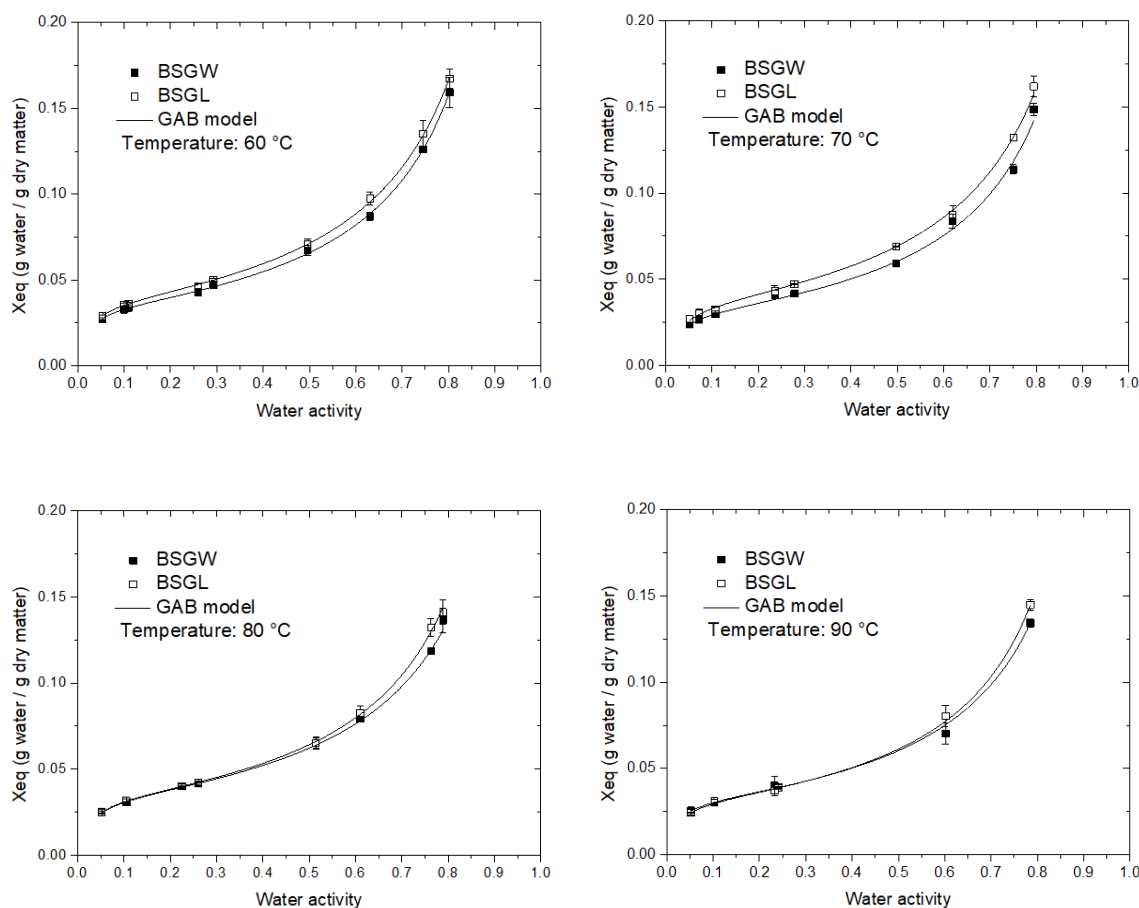 0.20
0.15
0.10
0.05
0.00
Xeq (g water / g dry matter)
BSGW
BSGL
GAB model
Temperature: 60 °C
0.0 0.1 0.2 0.3 0.4 0.5 0.6 0.7 0.8 0.9 1.0
Water activity
0.20
0.15
0.10
0.05
0.00
Xeq (g water / g dry matter)
BSGW
BSGL
GAB model
Temperature: 70 °C
0.0 0.1 0.2 0.3 0.4 0.5 0.6 0.7 0.8 0.9 1.0
Water activity
0.20
0.15
0.10
0.05
0.00
Xeq (g water / g dry matter)
BSGW
BSGL
GAB model
Temperature: 80 °C
0.0 0.1 0.2 0.3 0.4 0.5 0.6 0.7 0.8 0.9 1.0
Water activity
0.20
0.15
0.10
0.05
0.00
Xeq (g water / g dry matter)
BSGW
BSGL
GAB model
Temperature: 90 °C
0.0 0.1 0.2 0.3 0.4 0.5 0.6 0.7 0.8 0.9 1.0
Water activity